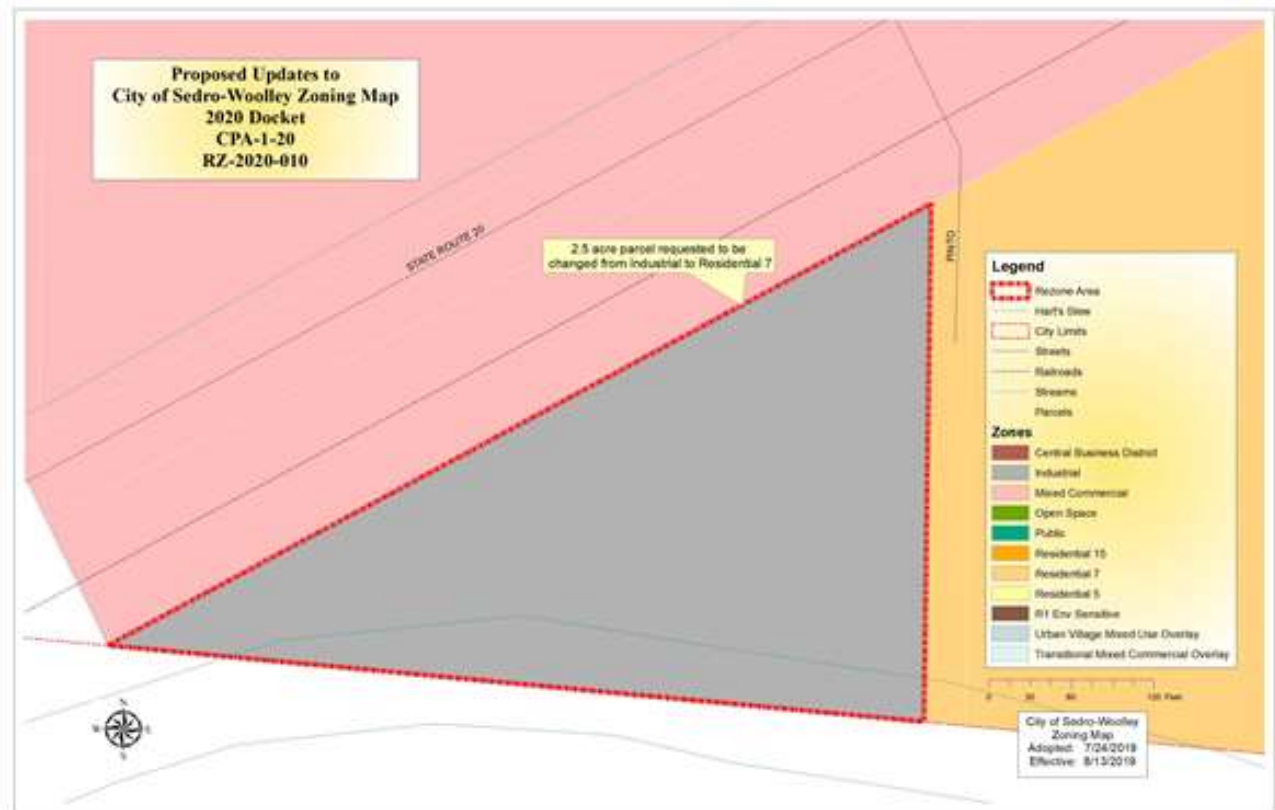 Proposed Updates to
City of Sedro-Woolley Zoning Map
2020 Docket
CPA-1-20
RZ-2020-010
STATE ROUTE 20
2.5 acre parcel requested to be
changed from Industrial to Residential 7
PINTO
Legend
Rezone Area
Hart's Slew
City Limits
Streets
Railroads
Streams
Parcels
Zones
Central Business District
Industrial
Mixed Commercial
Open Space
Public
Residential 15
Residential 7
Residential 5
R1 Env Sensitive
Urban Village Mixed Use Overlay
Transitional Mixed Commercial Overlay
N
W E
S
0 Feet
City of Sedro-Woolley
Zoning Map
Adopted: 7/24/2019
Effective: 8/13/2019